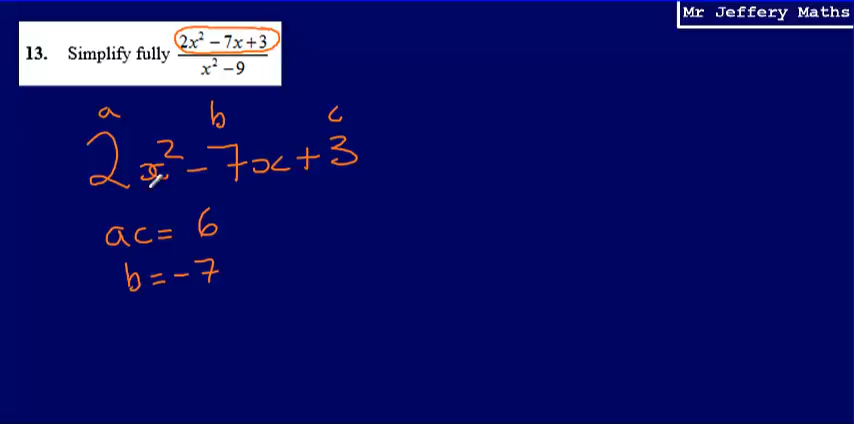 Mr Jeffery Maths
13. Simplify fully (2x² – 7x+3)/(x² –9)
a b c
2x² – 7x + 3
ac = 6
b = –7